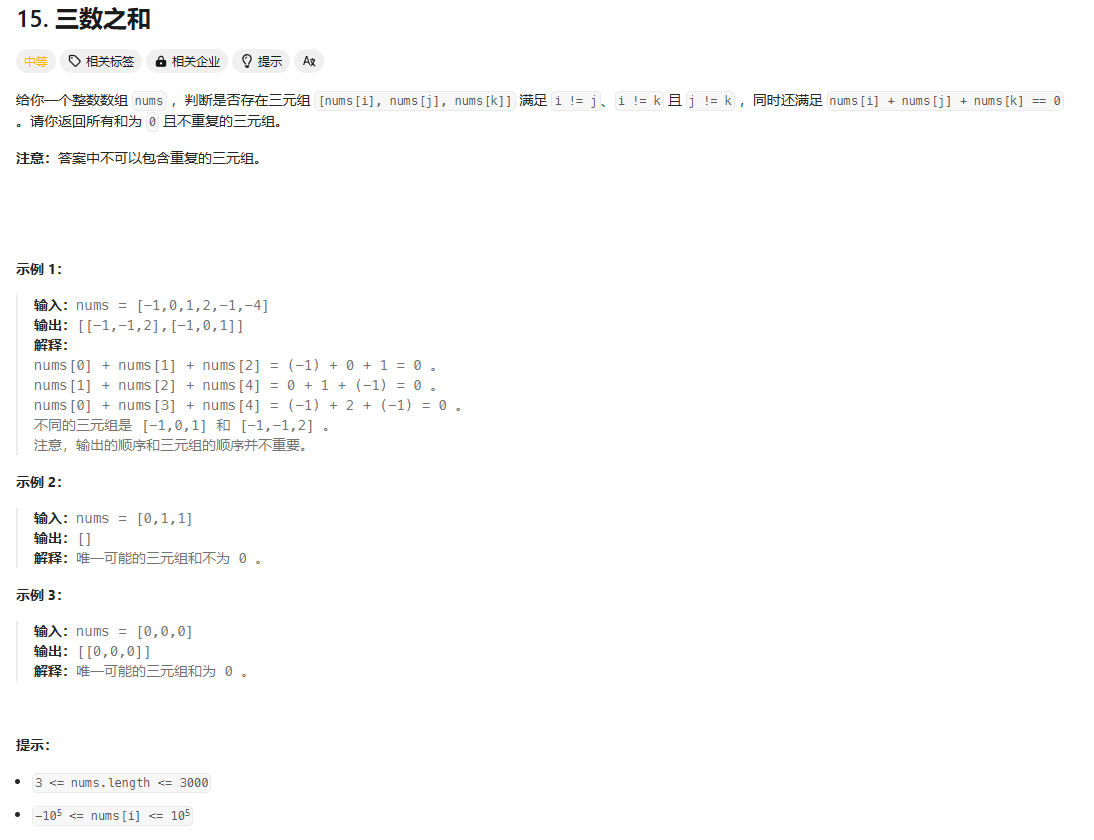 15. 三数之和
中等 相关标签 相关企业 提示 Aอ
给你一个整数数组 nums ，判断是否存在三元组 [nums[i], nums[j], nums[k]] 满足 i != j、i != k 且 j != k ，同时还满足 nums[i] + nums[j] + nums[k] == 0
。请你返回所有和为 0 且不重复的三元组。
注意：答案中不可以包含重复的三元组。
示例 1：
输入：nums = [-1,0,1,2,-1,-4]
输出：[[-1,-1,2],[-1,0,1]]
解释：
nums[0] + nums[1] + nums[2] = (-1) + 0 + 1 = 0 。
nums[1] + nums[2] + nums[4] = 0 + 1 + (-1) = 0 。
nums[0] + nums[3] + nums[4] = (-1) + 2 + (-1) = 0 。
不同的三元组是 [-1,0,1] 和 [-1,-1,2] 。
注意，输出的顺序和三元组的顺序并不重要。
示例 2：
输入：nums = [0,1,1]
输出：[]
解释：唯一可能的三元组和不为 0 。
示例 3：
输入：nums = [0,0,0]
输出：[[0,0,0]]
解释：唯一可能的三元组和为 0 。
提示：
• 3 <= nums.length <= 3000
• -10⁵ <= nums[i] <= 10⁵